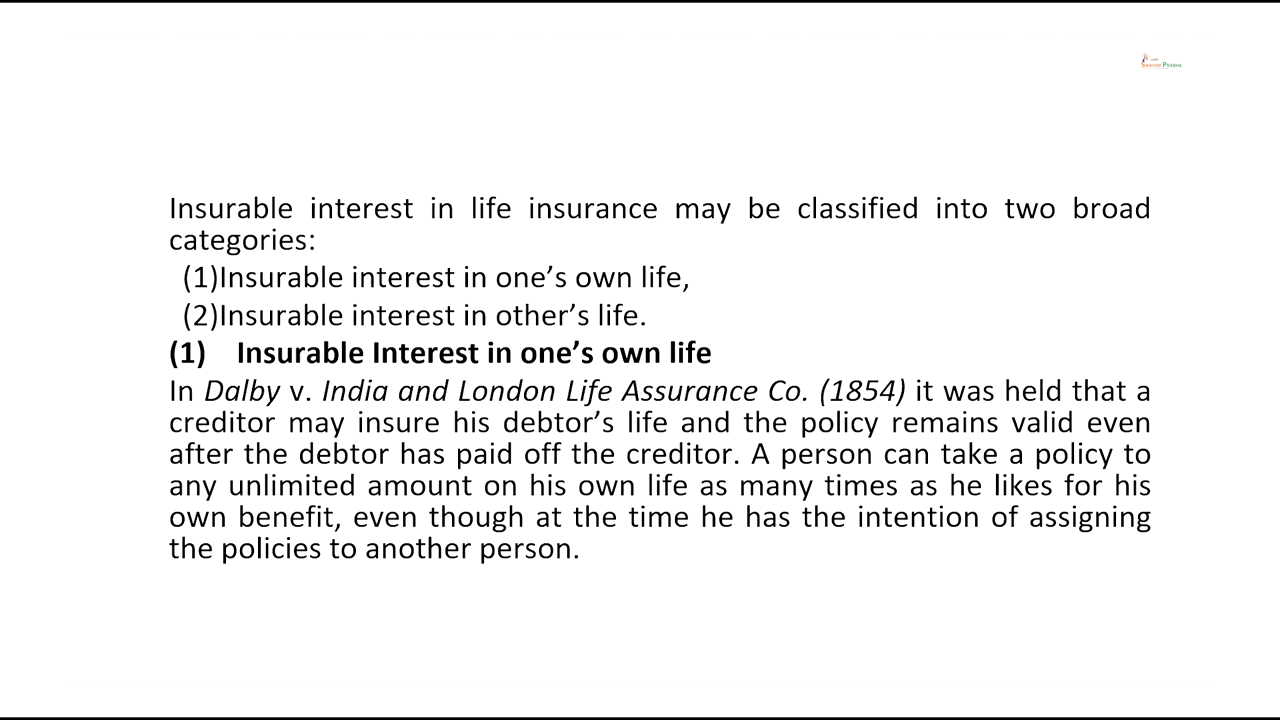 SWAYAM PRABHA
Insurable interest in life insurance may be classified into two broad
categories:
(1)Insurable interest in one’s own life,
(2)Insurable interest in other’s life.
(1) Insurable Interest in one’s own life
In Dalby v. India and London Life Assurance Co. (1854) it was held that a
creditor may insure his debtor’s life and the policy remains valid even
after the debtor has paid off the creditor. A person can take a policy to
any unlimited amount on his own life as many times as he likes for his
own benefit, even though at the time he has the intention of assigning
the policies to another person.